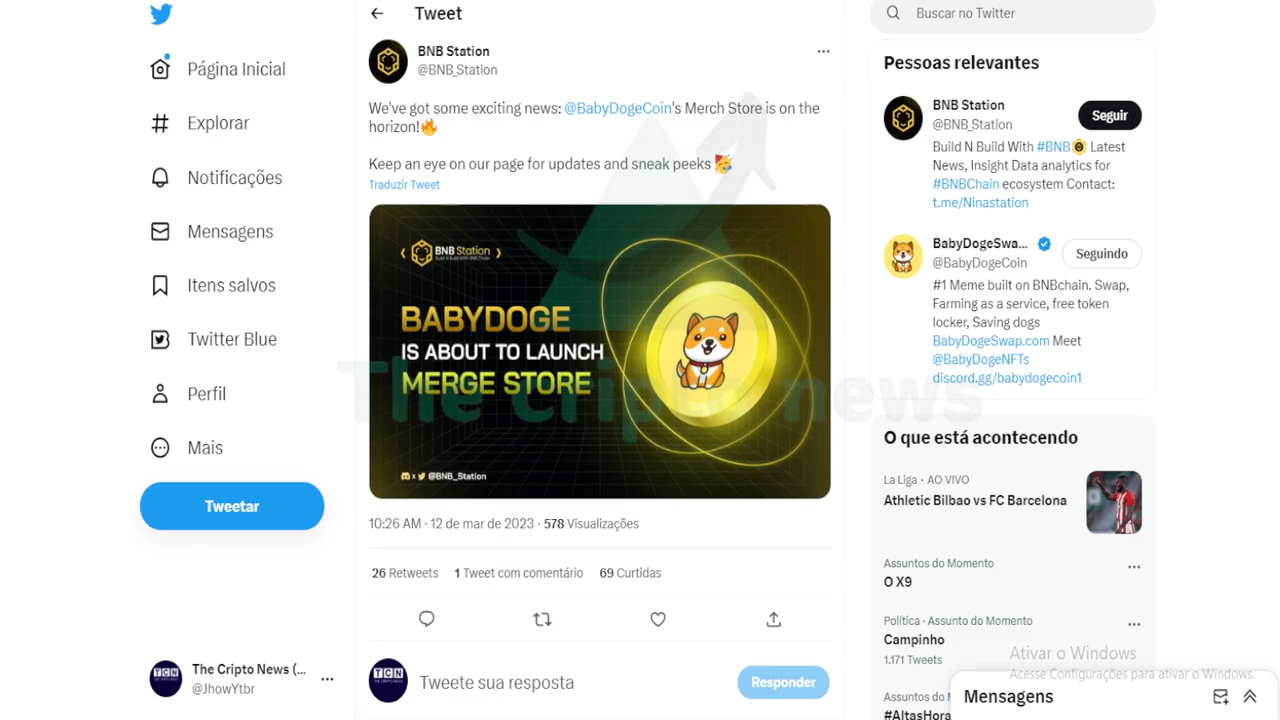 Página Inicial
Explorar
Notificações
Mensagens
Itens salvos
Twitter Blue
Perfil
Mais
Tweetar
TCN
The Cripto News (...
@JhowYtbr
Tweet
BNB Station
@BNB_Station
We've got some exciting news: @BabyDogeCoin's Merch Store is on the
horizon!🔥
Keep an eye on our page for updates and sneak peeks 🥳
Traduzir Tweet
BNB Station
BABYDOGE
IS ABOUT TO LAUNCH
MERGE STORE
x @BNB_Station
The cripto news
10:26 AM · 12 de mar de 2023 · 578 Visualizações
26 Retweets 1 Tweet com comentário 69 Curtidas
TCN
Tweete sua resposta
Responder
Buscar no Twitter
Pessoas relevantes
BNB Station
@BNB_Station
Seguir
Build N Build With #BNB Latest
News, Insight Data analytics for
#BNBChain ecosystem Contact:
t.me/Ninastation
BabyDogeSwa...
@BabyDogeCoin
Seguindo
#1 Meme built on BNBchain. Swap,
Farming as a service, free token
locker, Saving dogs
BabyDogeSwap.com Meet
@BabyDogeNFTs
discord.gg/babydogecoin1
O que está acontecendo
La Liga · AO VIVO
Athletic Bilbao vs FC Barcelona
Assuntos do Momento
O X9
Política · Assunto do Momento
Campinho
1.171 Tweets
Assuntos do
#AltasHora
Ativar o Windows
Acesse Configurações para ativar o Windows.
Mensagens